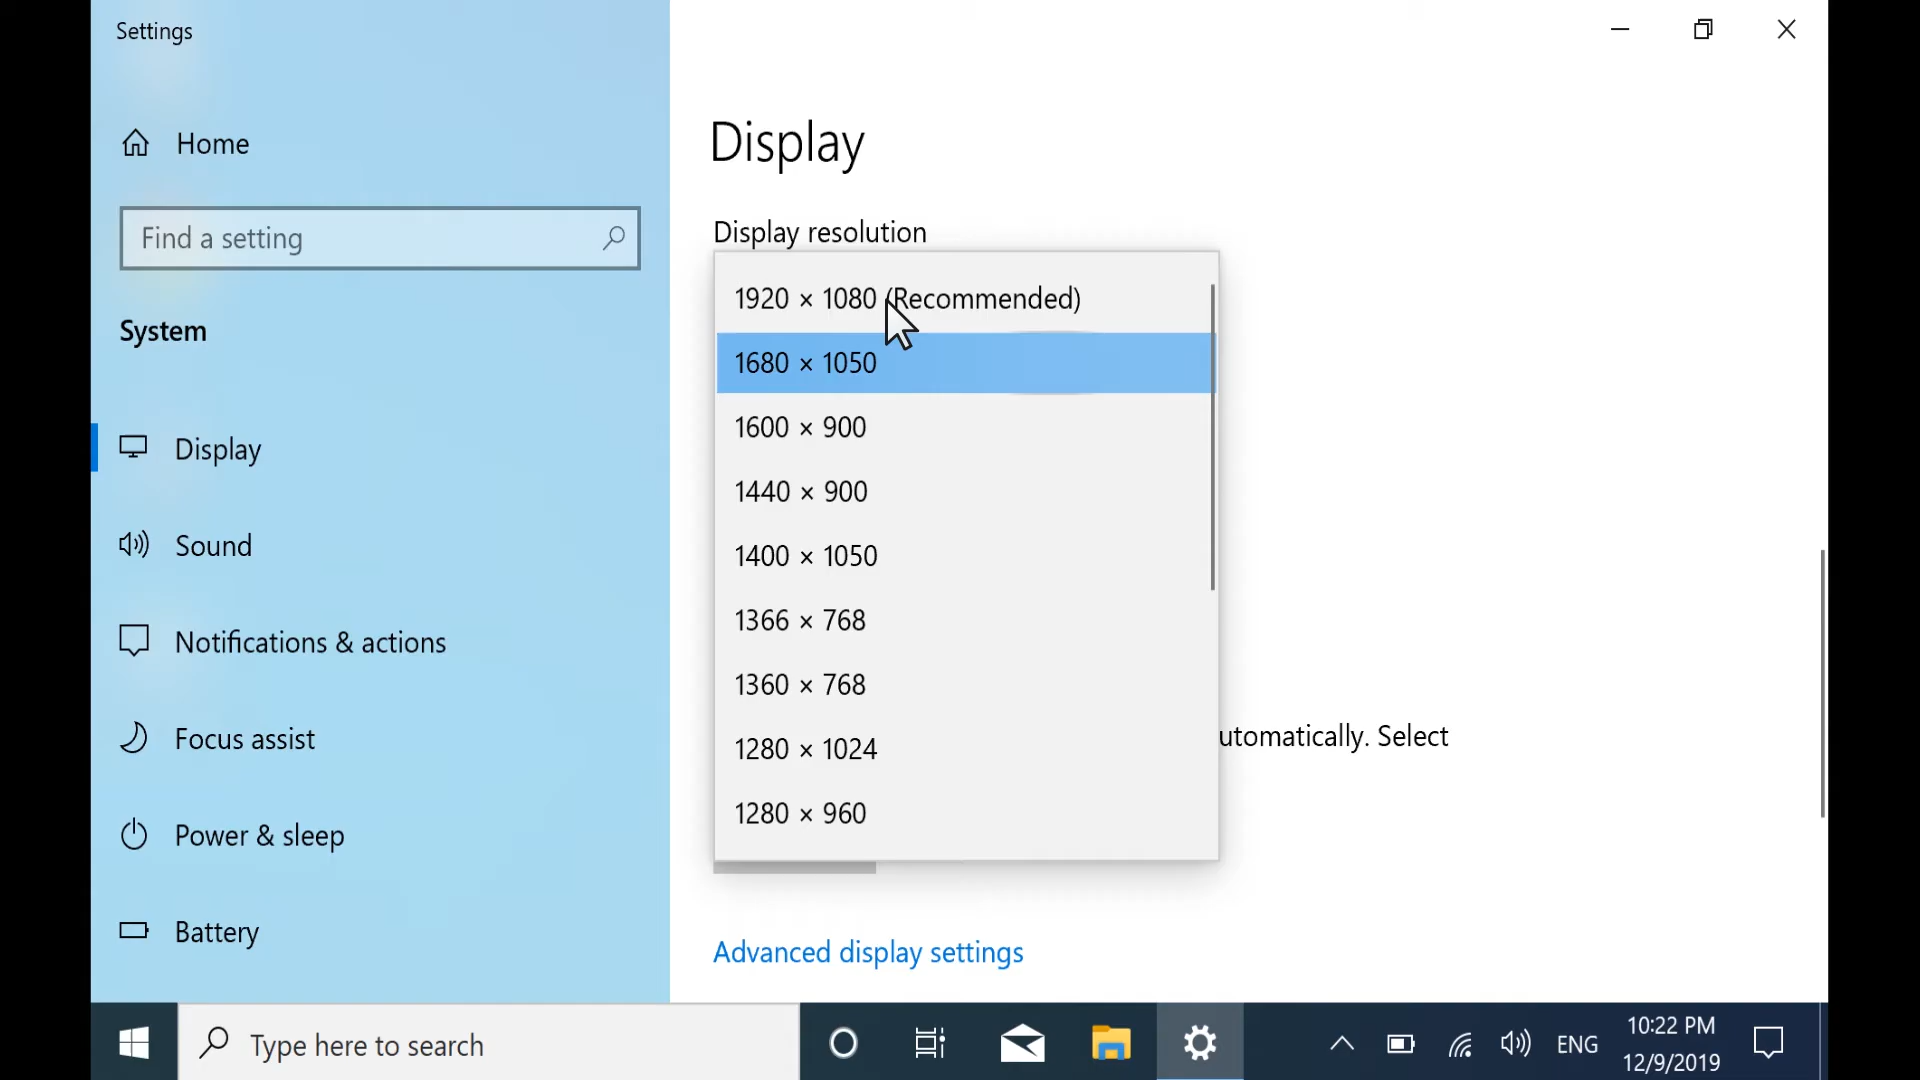 Settings
Home
Find a setting
System
Display
Sound
Notifications & actions
Focus assist
Power & sleep
Battery
Display
Display resolution
1920 × 1080 (Recommended)
1680 × 1050
1600 × 900
1440 × 900
1400 × 1050
1366 × 768
1360 × 768
1280 × 1024
1280 × 960
utomatically. Select
Advanced display settings
Type here to search
ENG
10:22 PM
12/9/2019